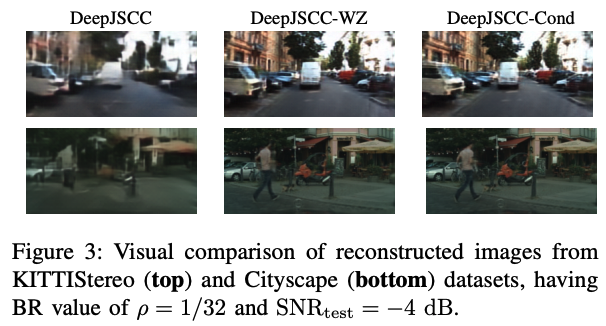 DeepJSCC DeepJSCC-WZ DeepJSCC-Cond
Figure 3: Visual comparison of reconstructed images from
KITTIStereo (top) and Cityscape (bottom) datasets, having
BR value of ρ = 1/32 and SNRtest = −4 dB.